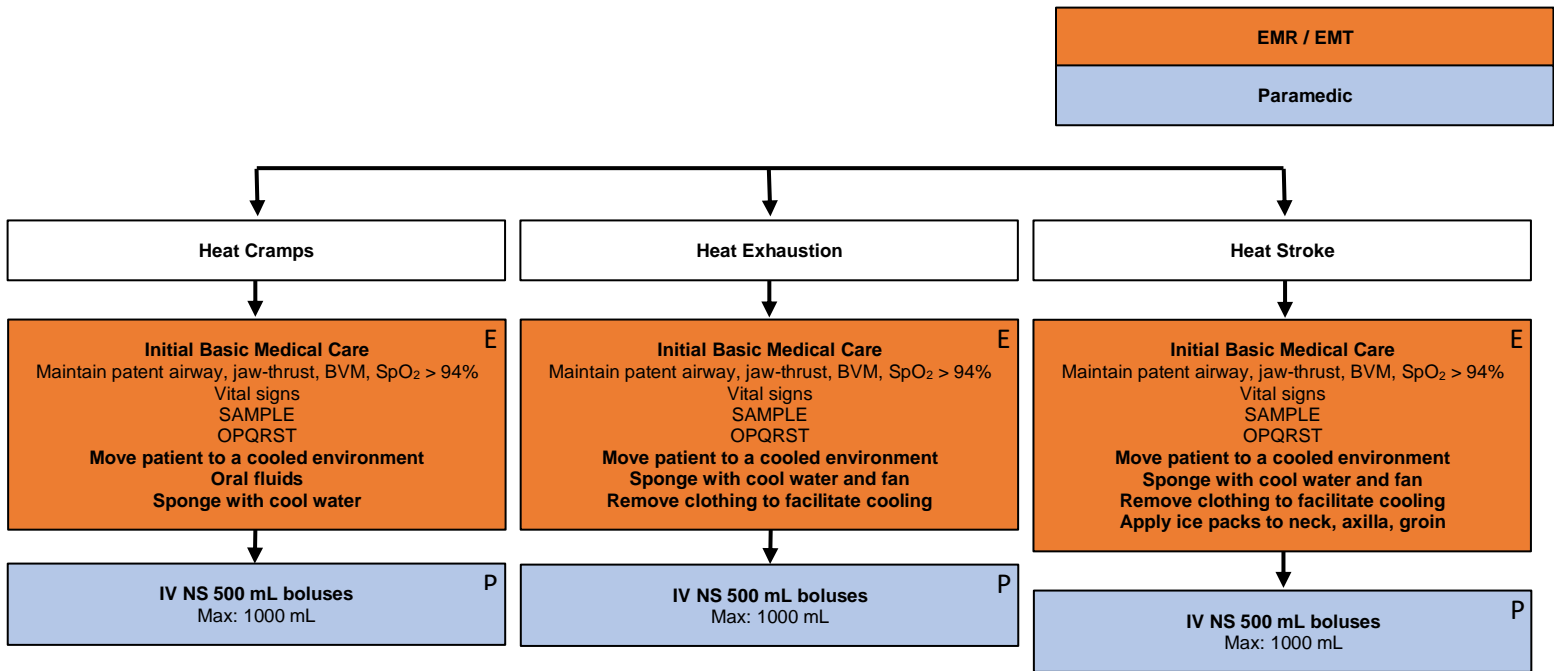 EMR / EMT
Paramedic
Heat Cramps
Heat Exhaustion
Heat Stroke
E
Initial Basic Medical Care
Maintain patent airway, jaw-thrust, BVM, SpO₂ > 94%
Vital signs
SAMPLE
OPQRST
Move patient to a cooled environment
Oral fluids
Sponge with cool water
E
Initial Basic Medical Care
Maintain patent airway, jaw-thrust, BVM, SpO₂ > 94%
Vital signs
SAMPLE
OPQRST
Move patient to a cooled environment
Sponge with cool water and fan
Remove clothing to facilitate cooling
E
Initial Basic Medical Care
Maintain patent airway, jaw-thrust, BVM, SpO₂ > 94%
Vital signs
SAMPLE
OPQRST
Move patient to a cooled environment
Sponge with cool water and fan
Remove clothing to facilitate cooling
Apply ice packs to neck, axilla, groin
P
IV NS 500 mL boluses
Max: 1000 mL
P
IV NS 500 mL boluses
Max: 1000 mL
P
IV NS 500 mL boluses
Max: 1000 mL